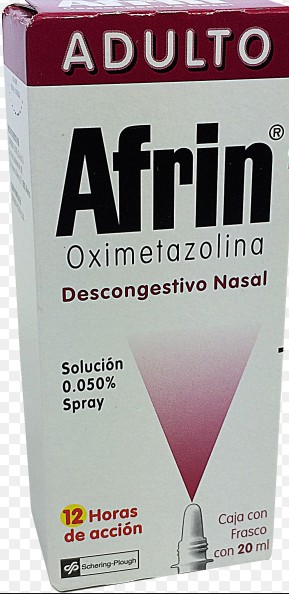 ADULTO
Afrin®
Oximetazolina
Descongestivo Nasal
Solución
0.050%
Spray
12 Horas
de acción
Schering-Plough
Caja con
Frasco
con 20 ml